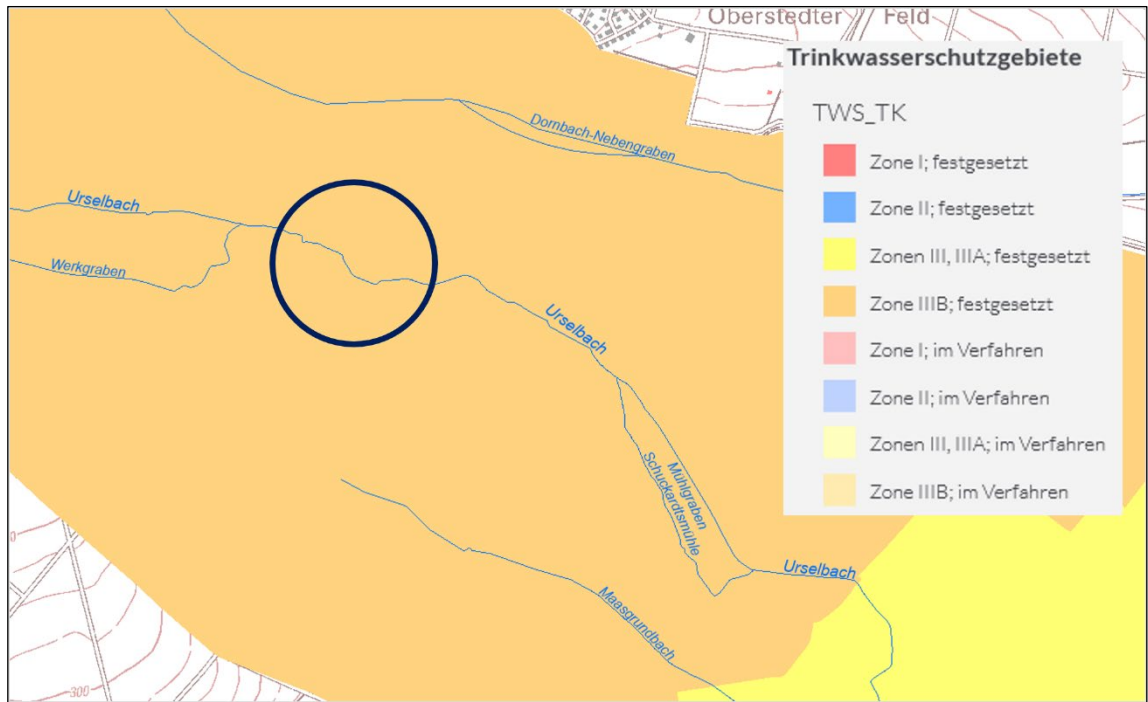 Oberstedter Feld
Trinkwasserschutzgebiete
TWS_TK
Zone I; festgesetzt
Zone II; festgesetzt
Zonen III, IIIA; festgesetzt
Zone IIIB; festgesetzt
Zone I; im Verfahren
Zone II; im Verfahren
Zonen III, IIIA; im Verfahren
Zone IIIB; im Verfahren
Dornbach-Nebengraben
Urselbach
Werkgraben
Urselbach
Mühlgraben
Schuckardtsmühle
Urselbach
Maasgrundbach
300